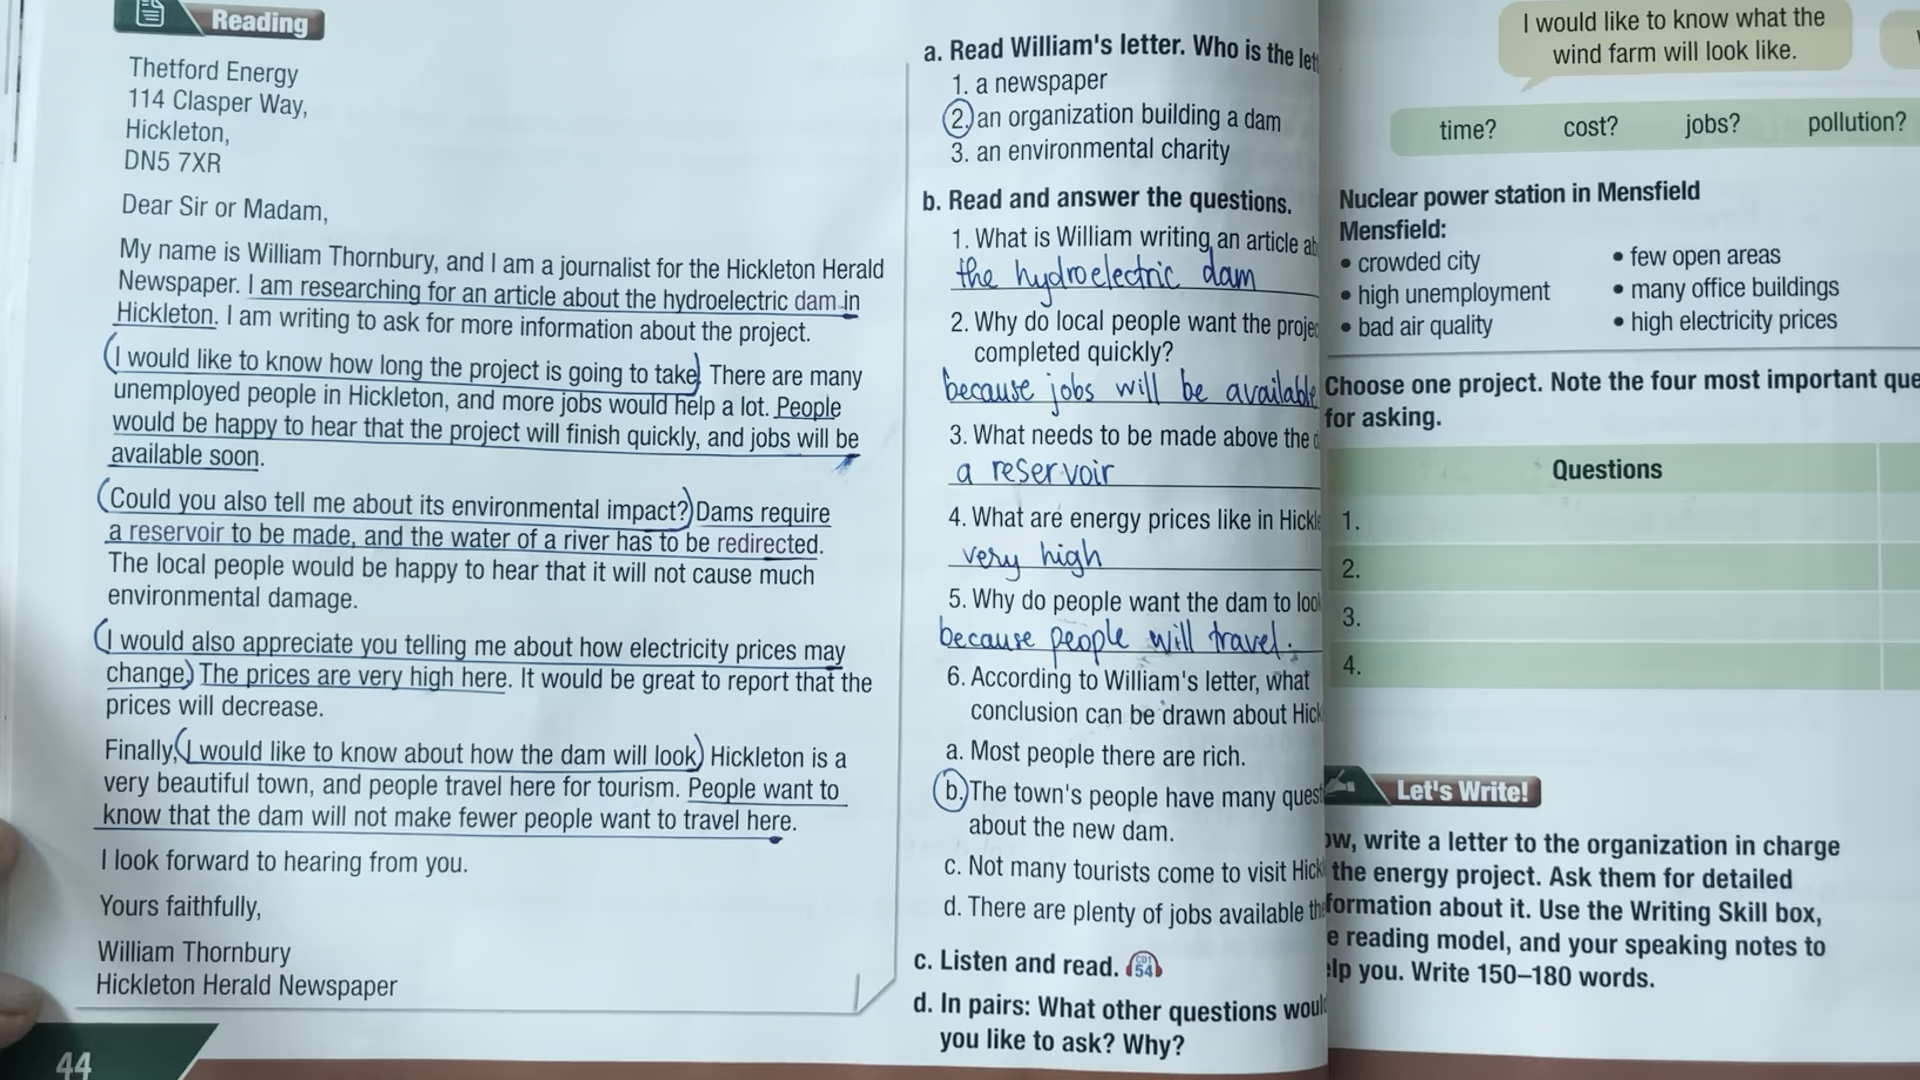 Reading
Thetford Energy
114 Clasper Way,
Hickleton,
DN5 7XR
Dear Sir or Madam,
My name is William Thornbury, and I am a journalist for the Hickleton Herald
Newspaper. I am researching for an article about the hydroelectric dam in
Hickleton. I am writing to ask for more information about the project.
(I would like to know how long the project is going to take) There are many
unemployed people in Hickleton, and more jobs would help a lot. People
would be happy to hear that the project will finish quickly, and jobs will be
available soon.
(Could you also tell me about its environmental impact?) Dams require
a reservoir to be made, and the water of a river has to be redirected.
The local people would be happy to hear that it will not cause much
environmental damage.
(I would also appreciate you telling me about how electricity prices may
change.) The prices are very high here. It would be great to report that the
prices will decrease.
Finally, (I would like to know about how the dam will look) Hickleton is a
very beautiful town, and people travel here for tourism. People want to
know that the dam will not make fewer people want to travel here.
I look forward to hearing from you.
Yours faithfully,
William Thornbury
Hickleton Herald Newspaper
44
a. Read William's letter. Who is the
1. a newspaper
2. an organization building a dam
3. an environmental charity
b. Read and answer the questions.
1. What is William writing an article
the hydroelectric dam
2. Why do local people want the
completed quickly?
because jobs will be available
3. What needs to be made above the
a reservoir
4. What are energy prices like in
very high
5. Why do people want the dam to
because people will travel.
6. According to William's letter, what
conclusion can be drawn about
a. Most people there are rich.
b. The town's people have many
about the new dam.
c. Not many tourists come to visit
d. There are plenty of jobs available
c. Listen and read. CD1 54
d. In pairs: What other questions
you like to ask? Why?
I would like to know what the
wind farm will look like.
time? cost? jobs? pollution?
Nuclear power station in Mensfield
Mensfield:
• crowded city
• high unemployment
• bad air quality
• few open areas
• many office buildings
• high electricity prices
Choose one project. Note the four most important
for asking.
Questions
1.
2.
3.
4.
Let's Write!
write a letter to the organization in charge
the energy project. Ask them for detailed
about it. Use the Writing Skill box,
reading model, and your speaking notes to
you. Write 150–180 words.